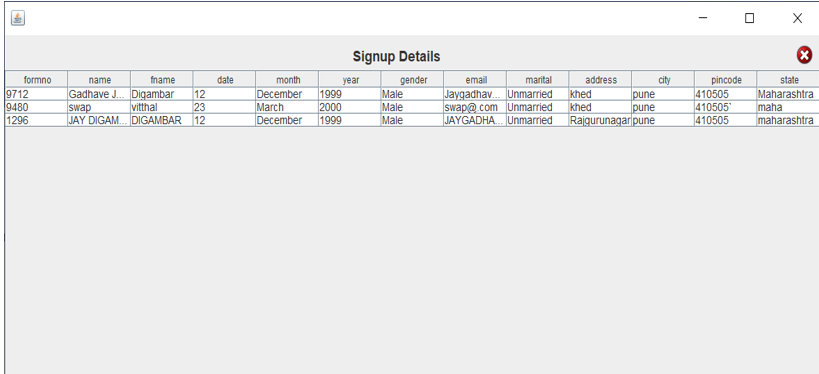 Signup Details
formno name fname date month year gender email marital address city pincode state
9712 Gadhave J... Digambar 12 December 1999 Male Jaygadhav... Unmarried khed pune 410505 Maharashtra
9480 swap vitthal 23 March 2000 Male swap@.com Unmarried khed pune 410505` maha
1296 JAY DIGAM... DIGAMBAR 12 December 1999 Male JAYGADHA... Unmarried Rajgurunagar pune 410505 maharashtra